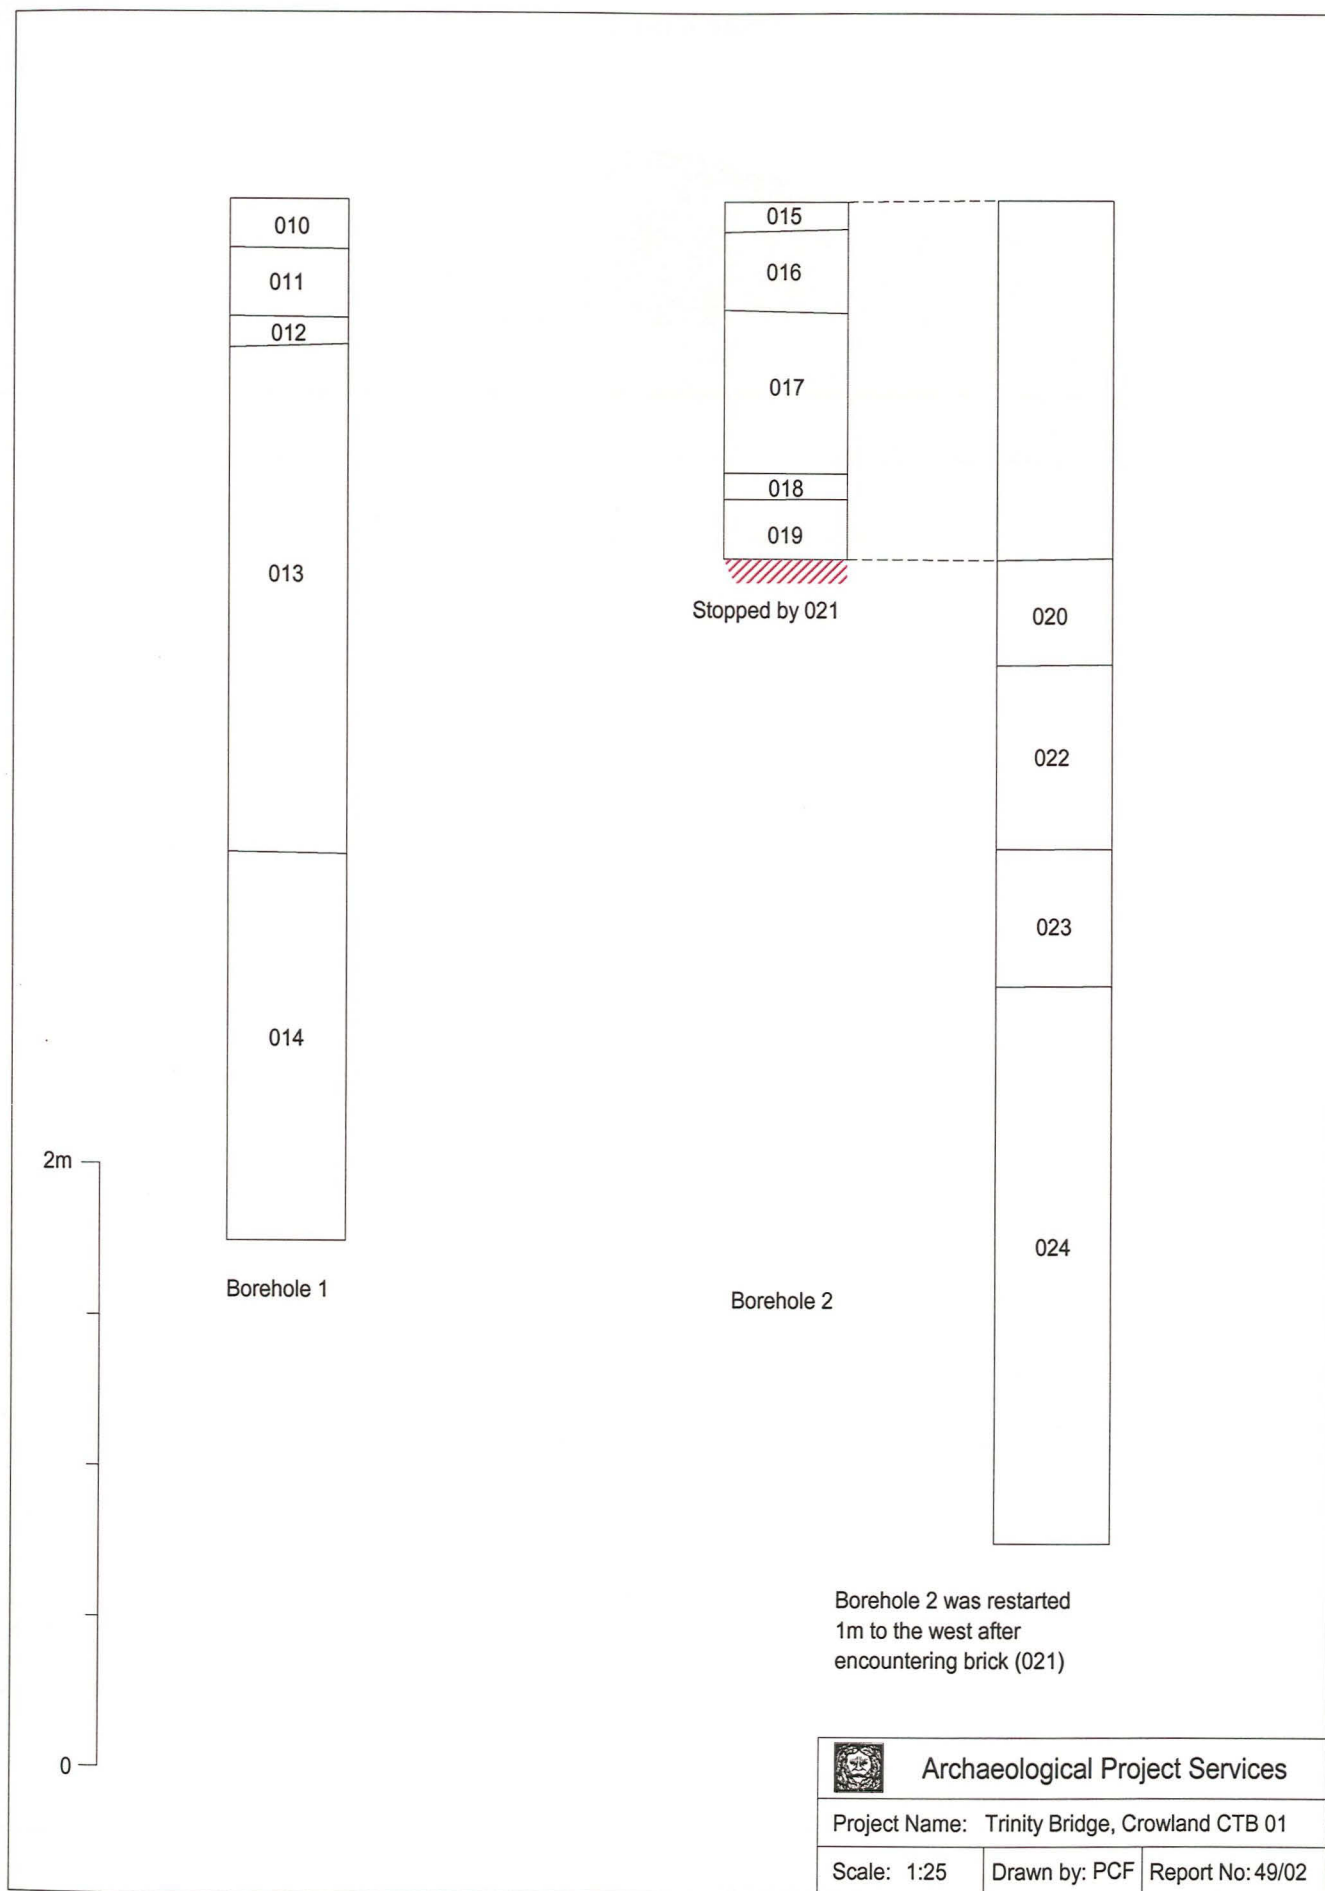 010
011
012
013
014
Borehole 1
015
016
017
018
019
Stopped by 021
Borehole 2
020
022
023
024
Borehole 2 was restarted
1m to the west after
encountering brick (021)
2m
0
Archaeological Project Services
Project Name: Trinity Bridge, Crowland CTB 01
Scale: 1:25 Drawn by: PCF Report No: 49/02